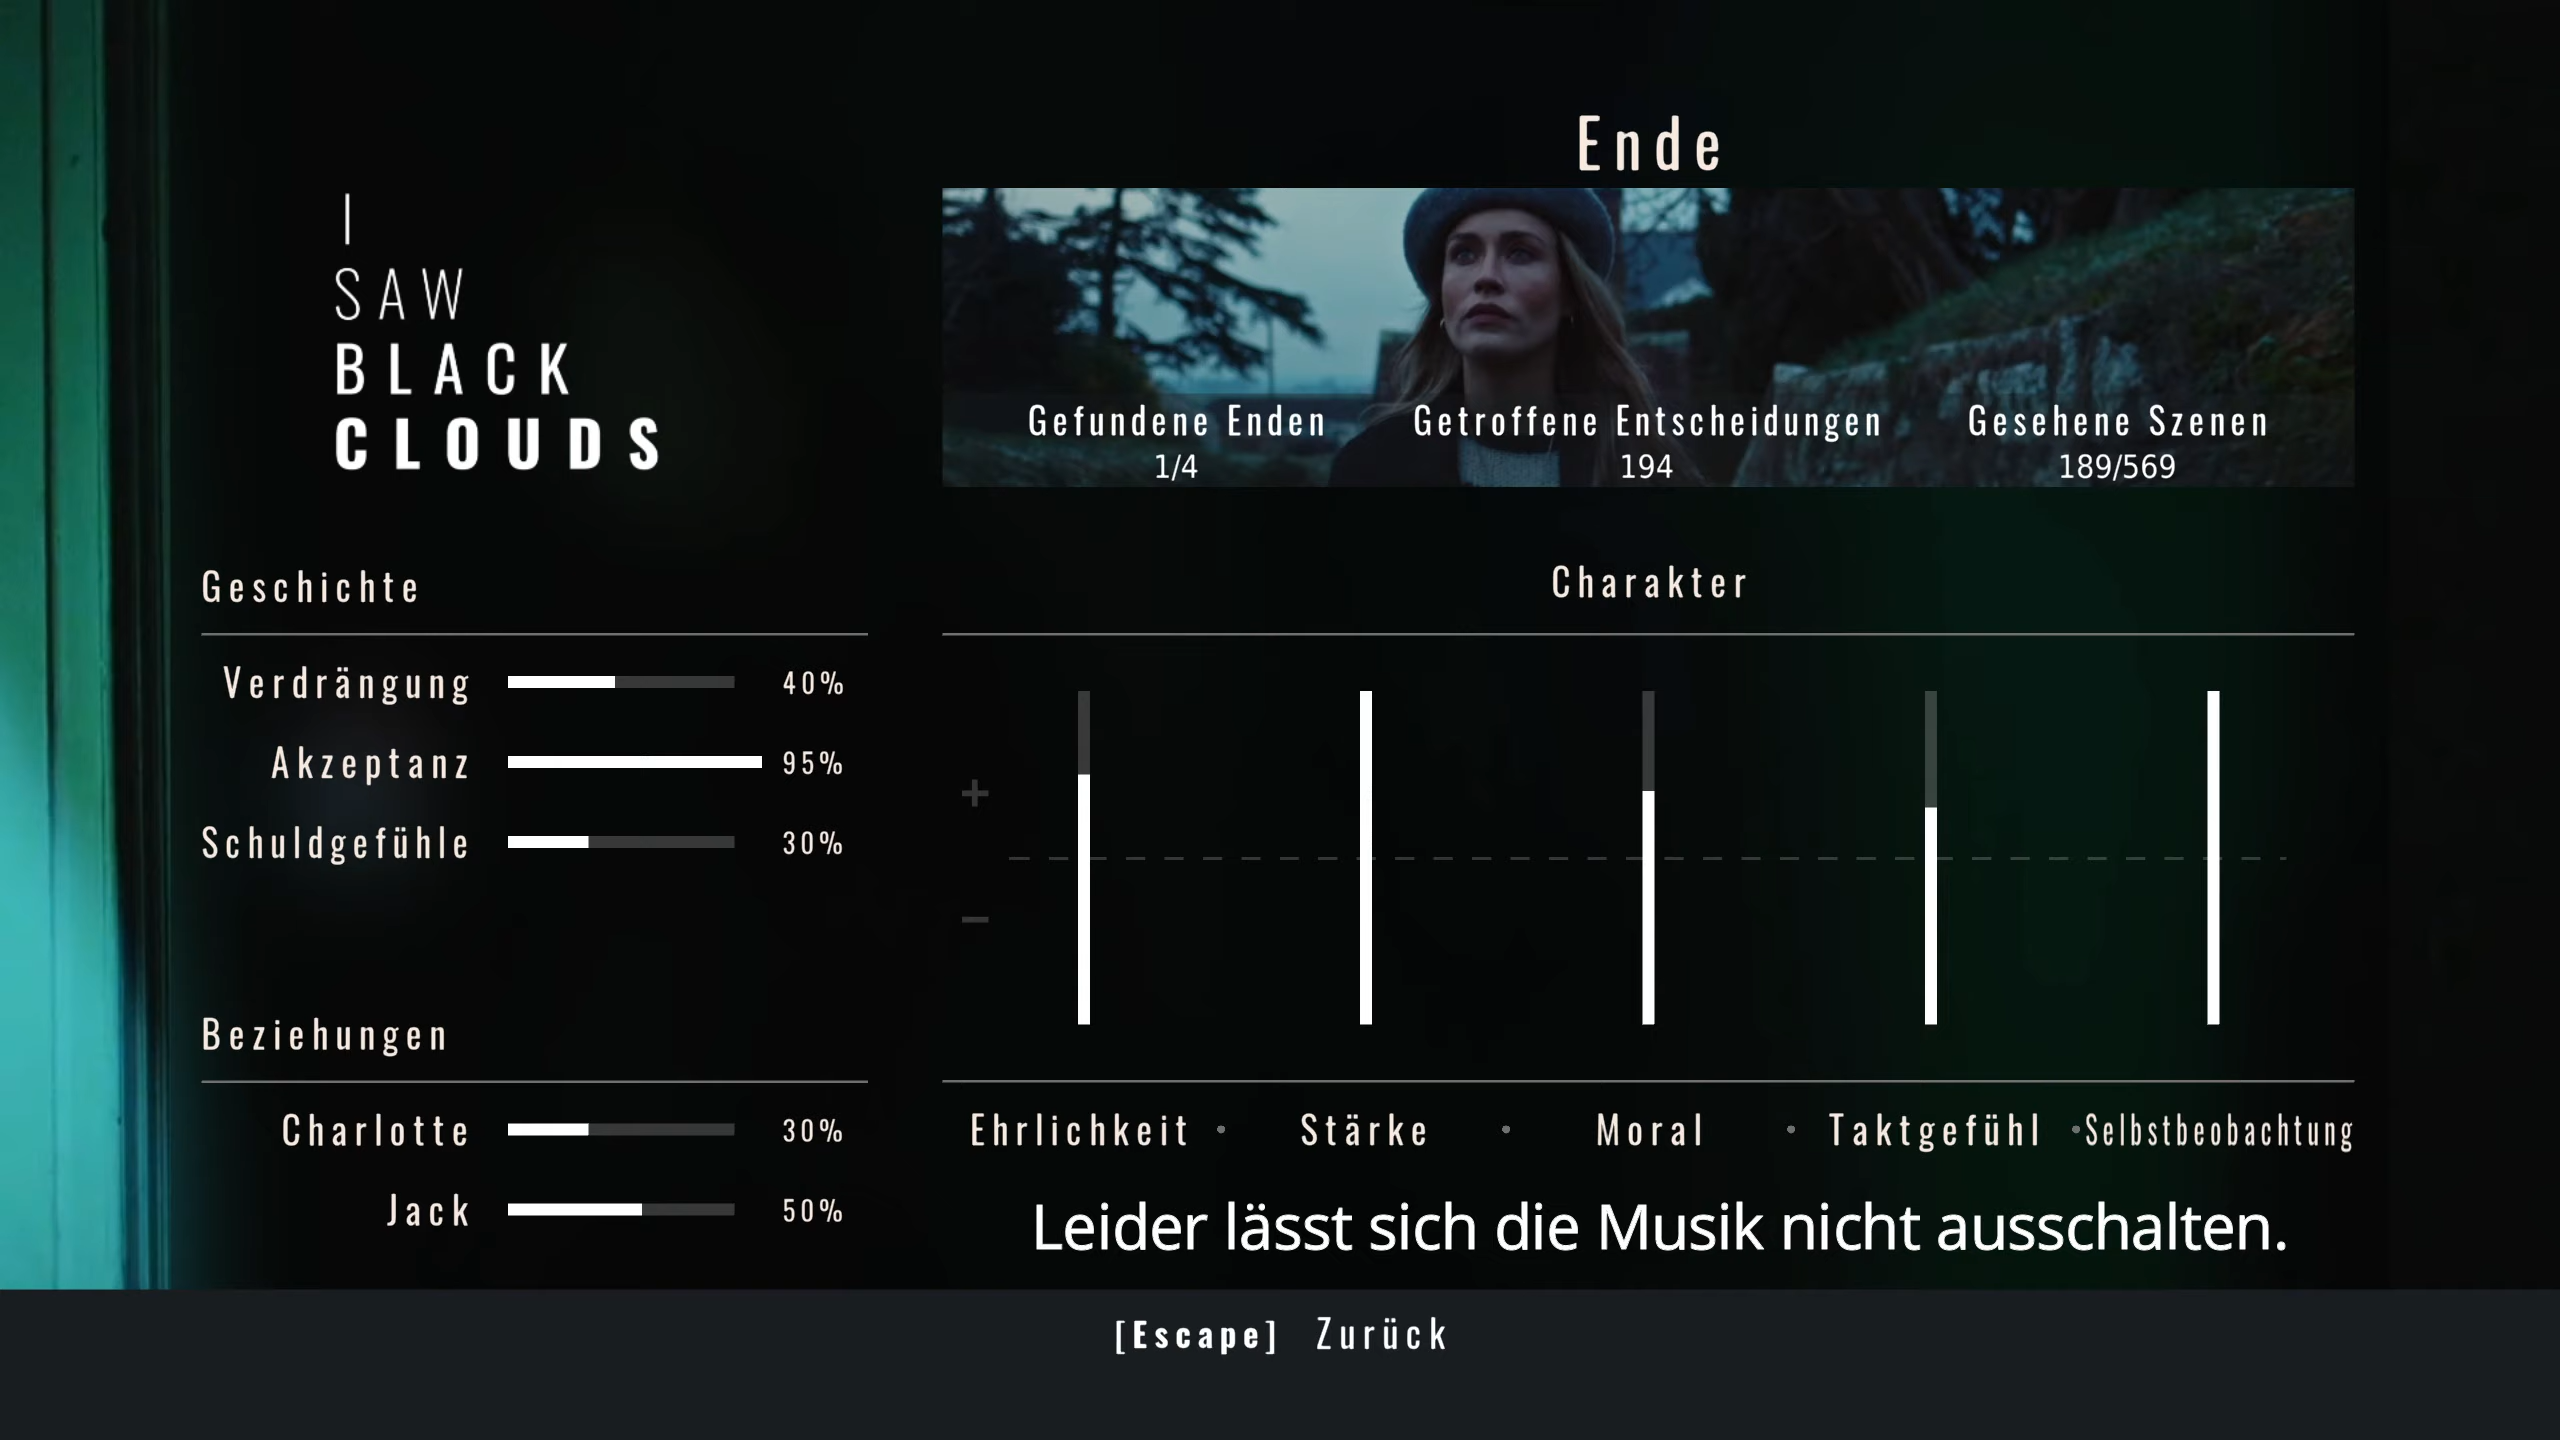 I
SAW
BLACK
CLOUDS
Ende
Gefundene Enden
1/4
Getroffene Entscheidungen
194
Gesehene Szenen
189/569
Geschichte
Verdrängung 40%
Akzeptanz 95%
Schuldgefühle 30%
Beziehungen
Charlotte 30%
Jack 50%
Charakter
+
−
Ehrlichkeit • Stärke • Moral • Taktgefühl • Selbstbeobachtung
Leider lässt sich die Musik nicht ausschalten.
[Escape] Zurück